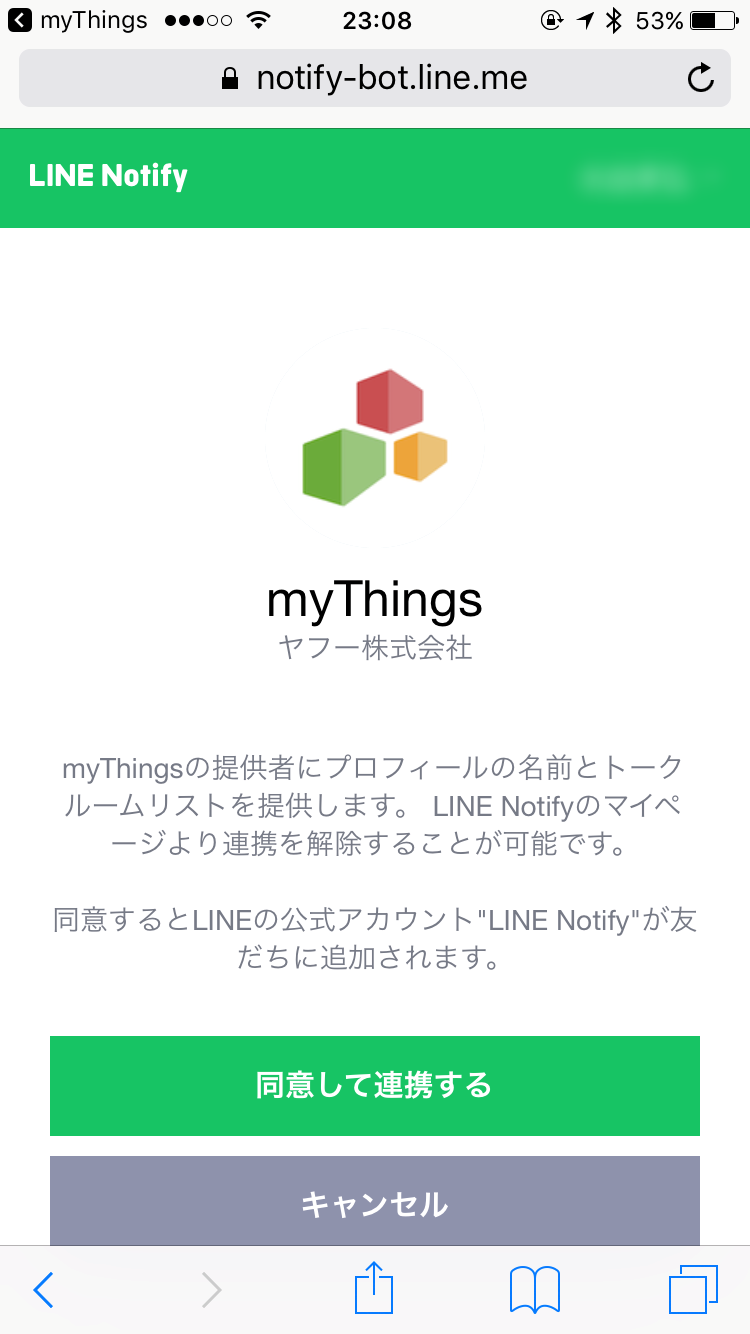 myThings
23:08
53%
notify-bot.line.me
LINE Notify
myThings
ヤフー株式会社
myThingsの提供者にプロフィールの名前とトーク
ルームリストを提供します。 LINE Notifyのマイペ
ージより連携を解除することが可能です。
同意するとLINEの公式アカウント"LINE Notify"が友
だちに追加されます。
同意して連携する
キャンセル